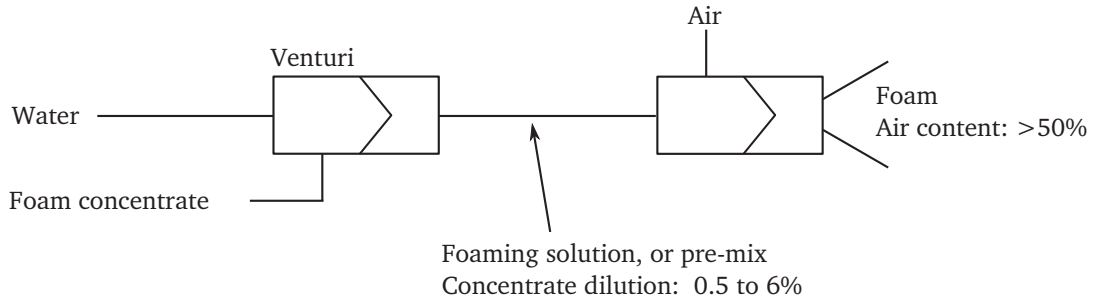 Air
Venturi
Water
Foam
Air content: >50%
Foam concentrate
Foaming solution, or pre-mix
Concentrate dilution: 0.5 to 6%